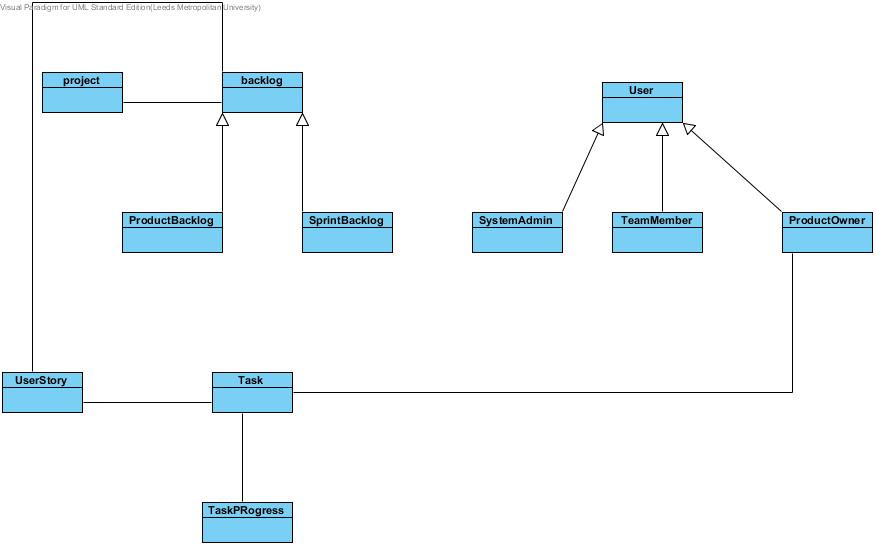 Visual Paradigm for UML Standard Edition(Leeds Metropolitan University)
project
backlog
User
ProductBacklog
SprintBacklog
SystemAdmin
TeamMember
ProductOwner
UserStory
Task
TaskPRogress